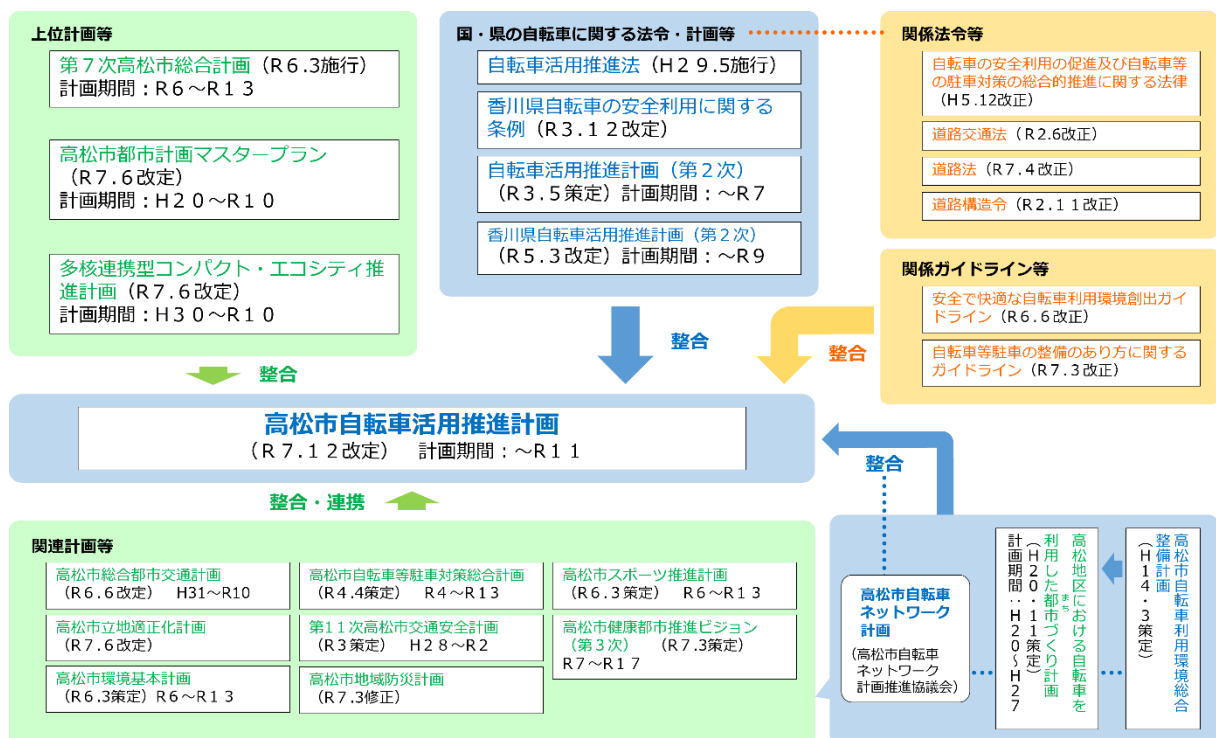 上位計画等
第７次高松市総合計画（Ｒ６.３施行）
計画期間：Ｒ６～Ｒ１３
高松市都市計画マスタープラン
（Ｒ７.６改定）
計画期間：Ｈ２０～Ｒ１０
多核連携型コンパクト・エコシティ推
進計画（Ｒ７.６改定）
計画期間：Ｈ３０～Ｒ１０
国・県の自転車に関する法令・計画等
自転車活用推進法（Ｈ２９.５施行）
香川県自転車の安全利用に関する
条例（Ｒ３.１２改定）
自転車活用推進計画（第２次）
（Ｒ３.５策定）計画期間：～Ｒ７
香川県自転車活用推進計画（第２次）
（Ｒ５.３改定）計画期間：～Ｒ９
関係法令等
自転車の安全利用の促進及び自転車等
の駐車対策の総合的推進に関する法律
（Ｈ５.１２改正）
道路交通法（Ｒ２.６改正）
道路法（Ｒ７.４改正）
道路構造令（Ｒ２.１１改正）
関係ガイドライン等
安全で快適な自転車利用環境創出ガイ
ドライン（Ｒ６.６改正）
自転車等駐車の整備のあり方に関する
ガイドライン（Ｒ７.３改正）
整合
整合
整合
高松市自転車活用推進計画
（Ｒ７.１２改定）　計画期間：～Ｒ１１
整合
整合・連携
関連計画等
高松市総合都市交通計画
（Ｒ６.６改定）　H31～R10
高松市立地適正化計画
（Ｒ７.６改定）
高松市環境基本計画
（Ｒ６.３策定）Ｒ６～Ｒ１３
高松市自転車等駐車対策総合計画
（Ｒ４.４策定）　Ｒ４～Ｒ１３
第１１次高松市交通安全計画
（Ｒ３策定）　Ｈ２８～Ｒ２
高松市地域防災計画
（Ｒ７.３修正）
高松市スポーツ推進計画
（Ｒ６.３策定）　Ｒ６～Ｒ１３
高松市健康都市推進ビジョン
（第３次）　（Ｒ７.３策定）
Ｒ７～Ｒ１７
高松市自転車
ネットワーク
計画
（高松市自転車
ネットワーク
計画推進協議会）
高松地区における自転車を
利用した都市づくり計画
まち
（Ｈ２０・１１策定）
計画期間：Ｈ２０～Ｈ２７
高松市自転車利用環境総合
整備計画
（Ｈ１４・３策定）